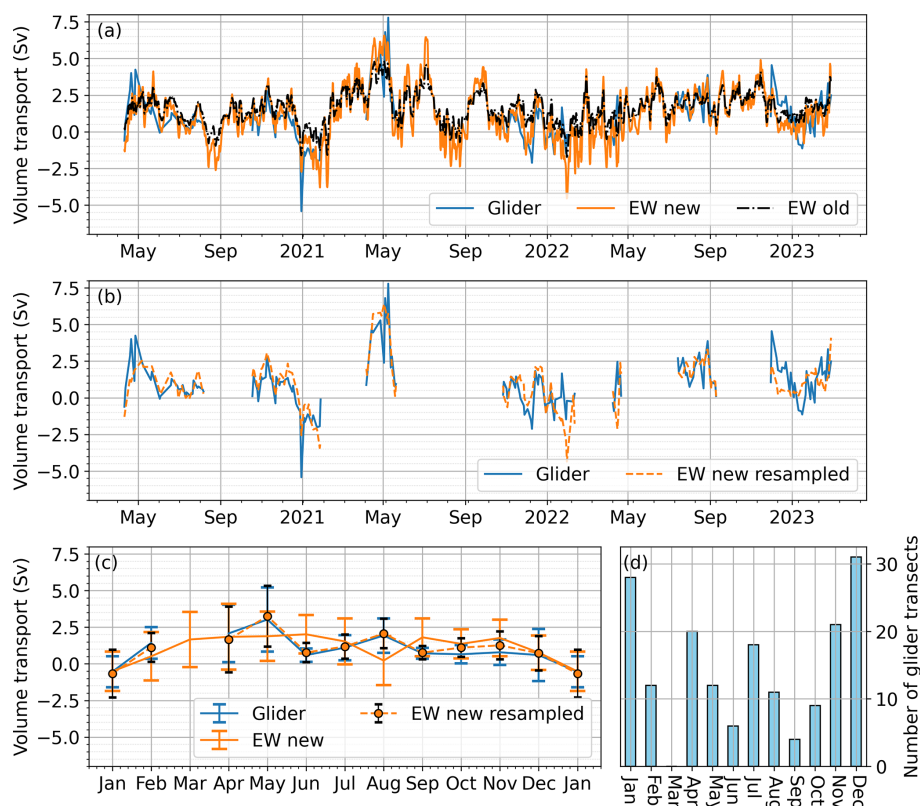 (a)
Volume transport (Sv)
7.5
5.0
2.5
0.0
−2.5
−5.0
Glider
EW new
EW old
May
Sep
2021
May
Sep
2022
May
Sep
2023
(b)
Volume transport (Sv)
7.5
5.0
2.5
0.0
−2.5
−5.0
Glider
EW new resampled
May
Sep
2021
May
Sep
2022
May
Sep
2023
(c)
Volume transport (Sv)
7.5
5.0
2.5
0.0
−2.5
−5.0
Glider
EW new
EW new resampled
Jan
Feb
Mar
Apr
May
Jun
Jul
Aug
Sep
Oct
Nov
Dec
Jan
(d)
30
20
10
0
Number of glider transects
Jan
Feb
Mar
Apr
May
Jun
Jul
Aug
Sep
Oct
Nov
Dec